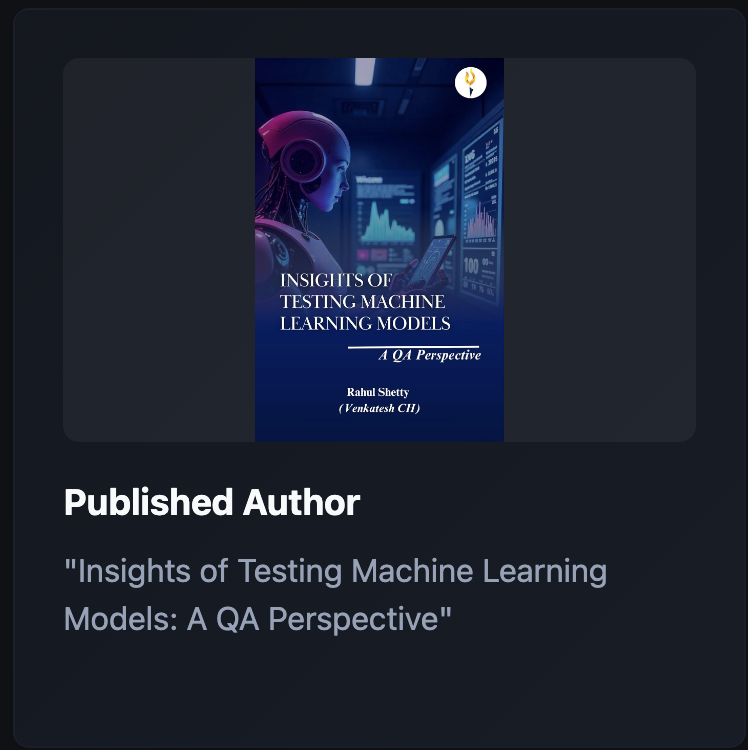 INSIGHTS OF
TESTING MACHINE
LEARNING MODELS
A QA Perspective
Rahul Shetty
(Venkatesh CH)
Published Author
"Insights of Testing Machine Learning
Models: A QA Perspective"